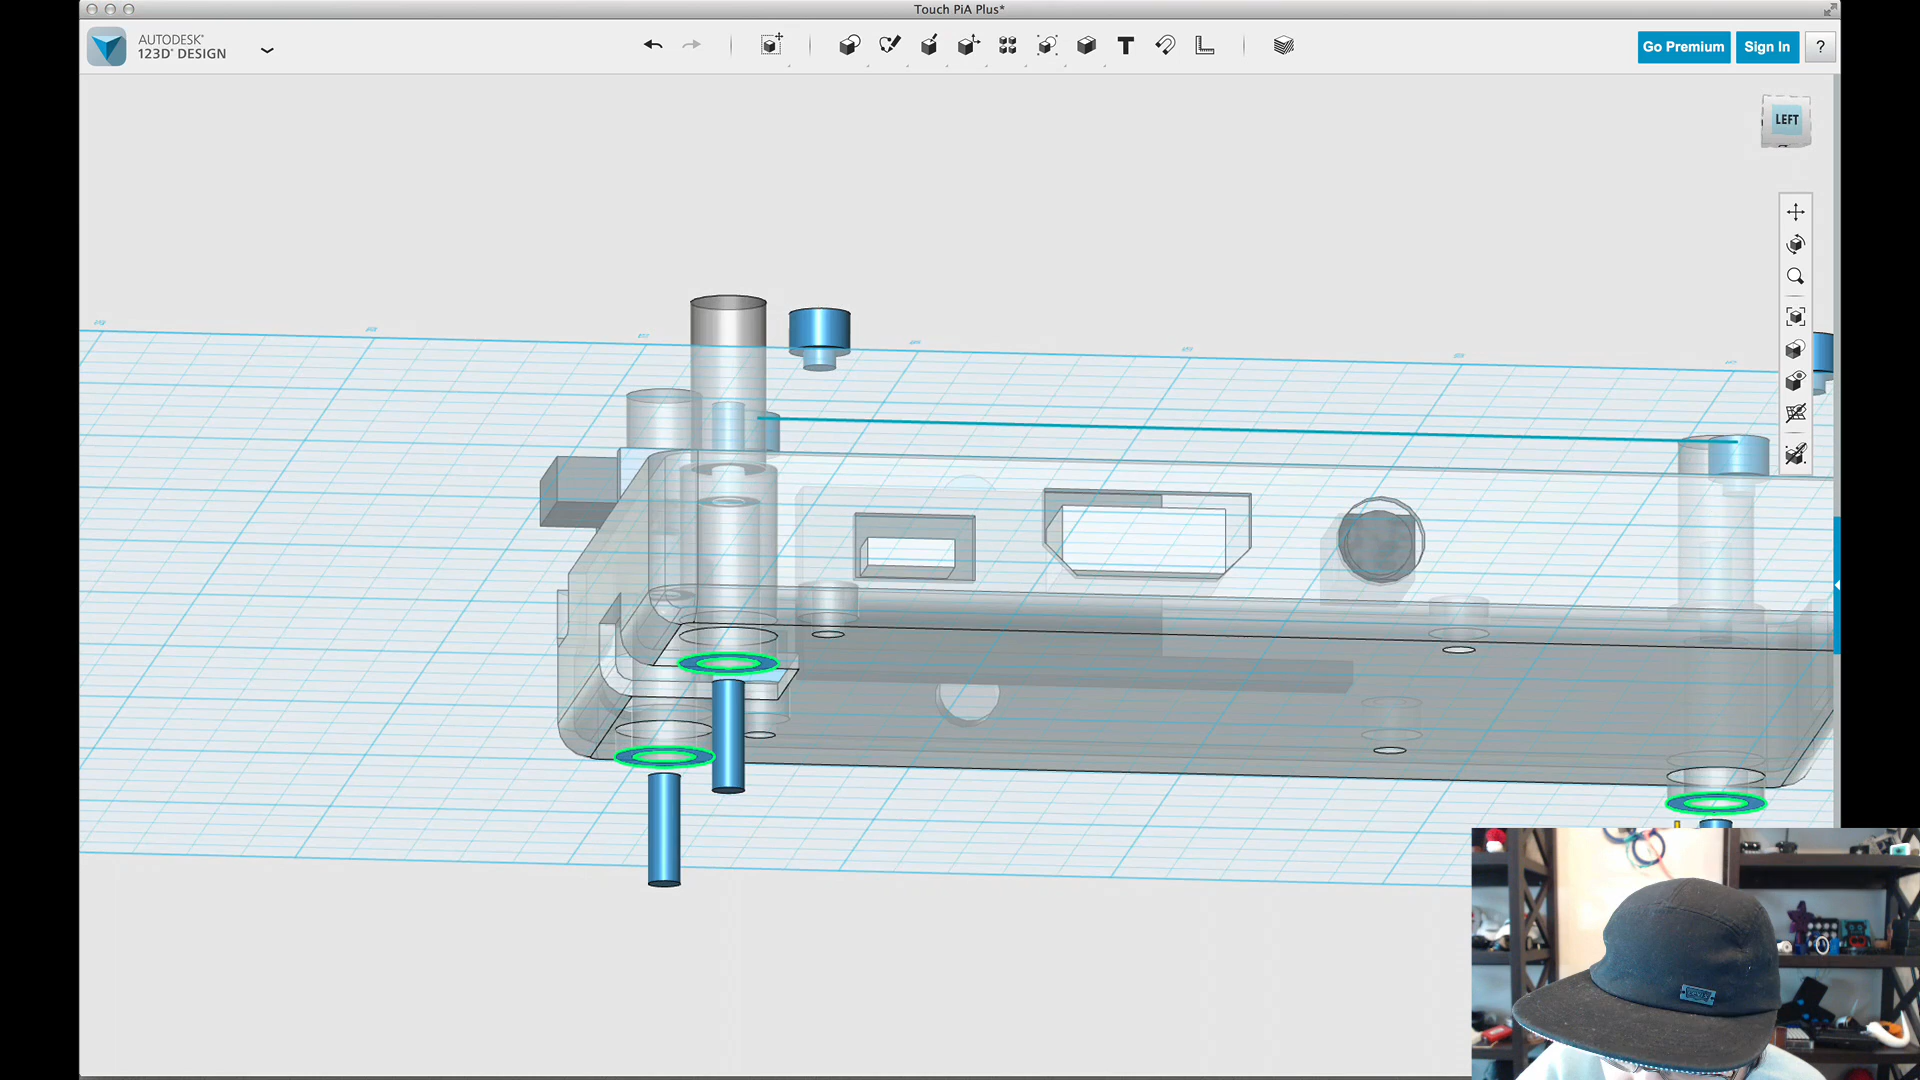 Touch PiA Plus*
AUTODESK®
123D® DESIGN
T
Go Premium
Sign In
?
LEFT